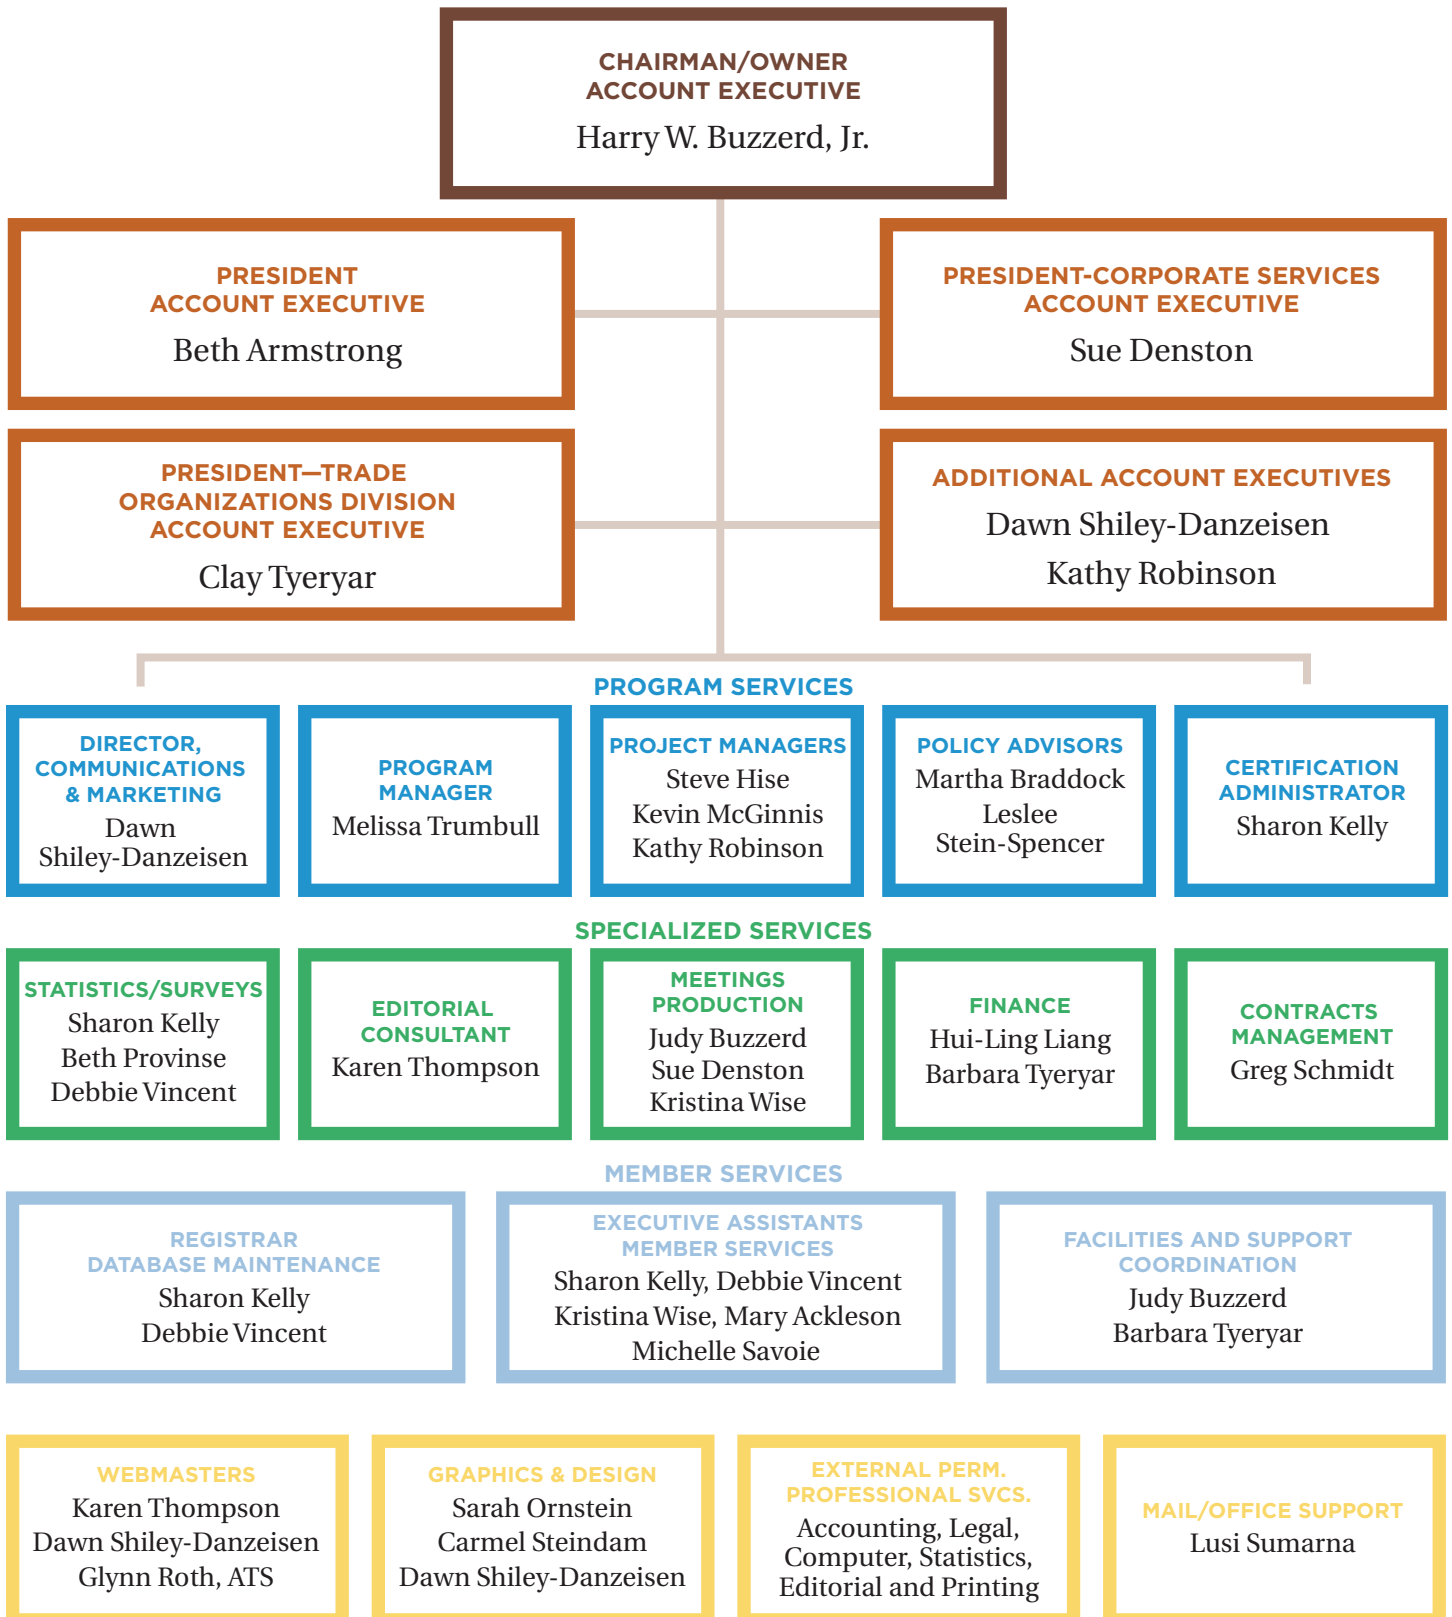 CHAIRMAN/OWNER
ACCOUNT EXECUTIVE
Harry W. Buzzerd, Jr.
PRESIDENT
ACCOUNT EXECUTIVE
Beth Armstrong
PRESIDENT-CORPORATE SERVICES
ACCOUNT EXECUTIVE
Sue Denston
PRESIDENT—TRADE
ORGANIZATIONS DIVISION
ACCOUNT EXECUTIVE
Clay Tyeryar
ADDITIONAL ACCOUNT EXECUTIVES
Dawn Shiley-Danzeisen
Kathy Robinson
PROGRAM SERVICES
DIRECTOR,
COMMUNICATIONS
& MARKETING
Dawn
Shiley-Danzeisen
PROGRAM
MANAGER
Melissa Trumbull
PROJECT MANAGERS
Steve Hise
Kevin McGinnis
Kathy Robinson
POLICY ADVISORS
Martha Braddock
Leslee
Stein-Spencer
CERTIFICATION
ADMINISTRATOR
Sharon Kelly
SPECIALIZED SERVICES
STATISTICS/SURVEYS
Sharon Kelly
Beth Provinse
Debbie Vincent
EDITORIAL
CONSULTANT
Karen Thompson
MEETINGS
PRODUCTION
Judy Buzzerd
Sue Denston
Kristina Wise
FINANCE
Hui-Ling Liang
Barbara Tyeryar
CONTRACTS
MANAGEMENT
Greg Schmidt
MEMBER SERVICES
REGISTRAR
DATABASE MAINTENANCE
Sharon Kelly
Debbie Vincent
EXECUTIVE ASSISTANTS
MEMBER SERVICES
Sharon Kelly, Debbie Vincent
Kristina Wise, Mary Ackleson
Michelle Savoie
FACILITIES AND SUPPORT
COORDINATION
Judy Buzzerd
Barbara Tyeryar
WEBMASTERS
Karen Thompson
Dawn Shiley-Danzeisen
Glynn Roth, ATS
GRAPHICS & DESIGN
Sarah Ornstein
Carmel Steindam
Dawn Shiley-Danzeisen
EXTERNAL PERM.
PROFESSIONAL SVCS.
Accounting, Legal,
Computer, Statistics,
Editorial and Printing
MAIL/OFFICE SUPPORT
Lusi Sumarna